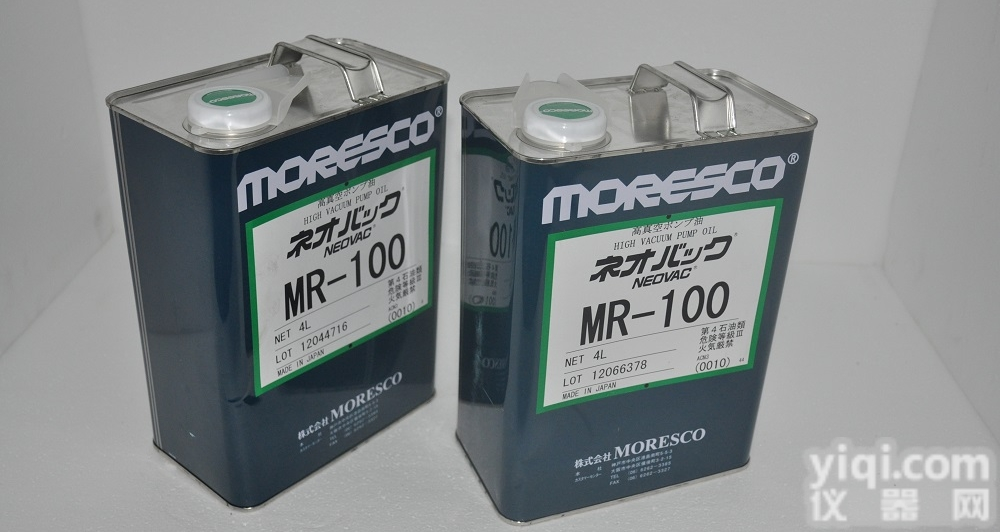 MORESCO
MORESCO®
高真空ポンプ油
HIGH VACUUM PUMP OIL
ネオバック®
NEOVAC®
MR-100
NET 4L
LOT 12044716
MADE IN JAPAN
第4石油類
危険等級Ⅲ
火気厳禁
(0010)
株式会社 MORESCO
MORESCO
MORESCO®
高真空ポンプ油
HIGH VACUUM PUMP OIL
ネオバック®
NEOVAC®
MR-100
NET 4L
LOT 12066378
MADE IN JAPAN
第4石油類
危険等級Ⅲ
火気厳禁
(0010)
株式会社 MORESCO
yiqi.com
仪器网